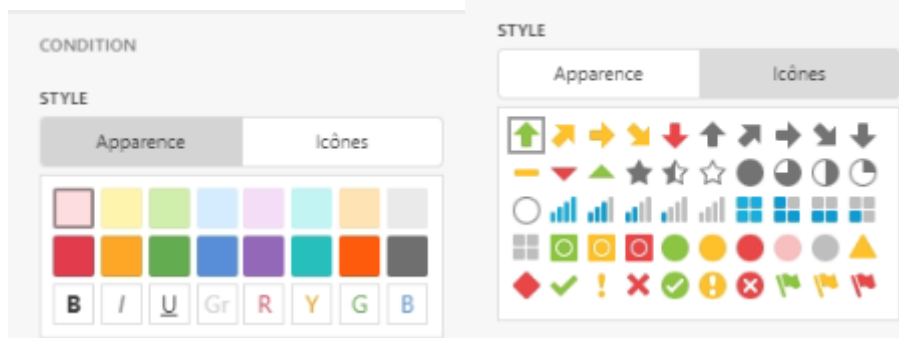 CONDITION
STYLE
Apparence Icônes
B I U Gr R Y G B
STYLE
Apparence Icônes